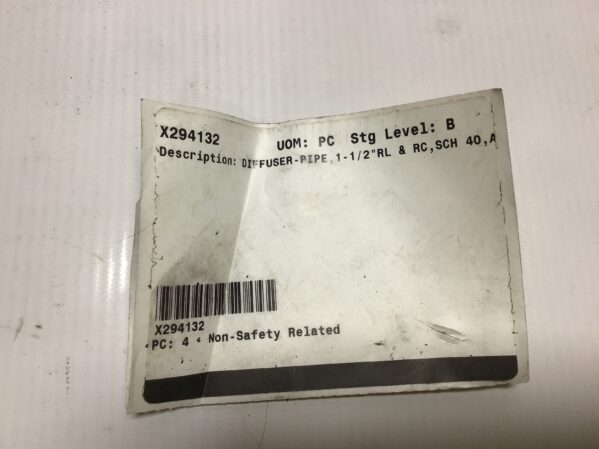 X294132 UOM: PC Stg Level: B
Description: DIFFUSER-PIPE,1-1/2"RL & RC,SCH 40,A
X294132
PC: 4 - Non-Safety Related